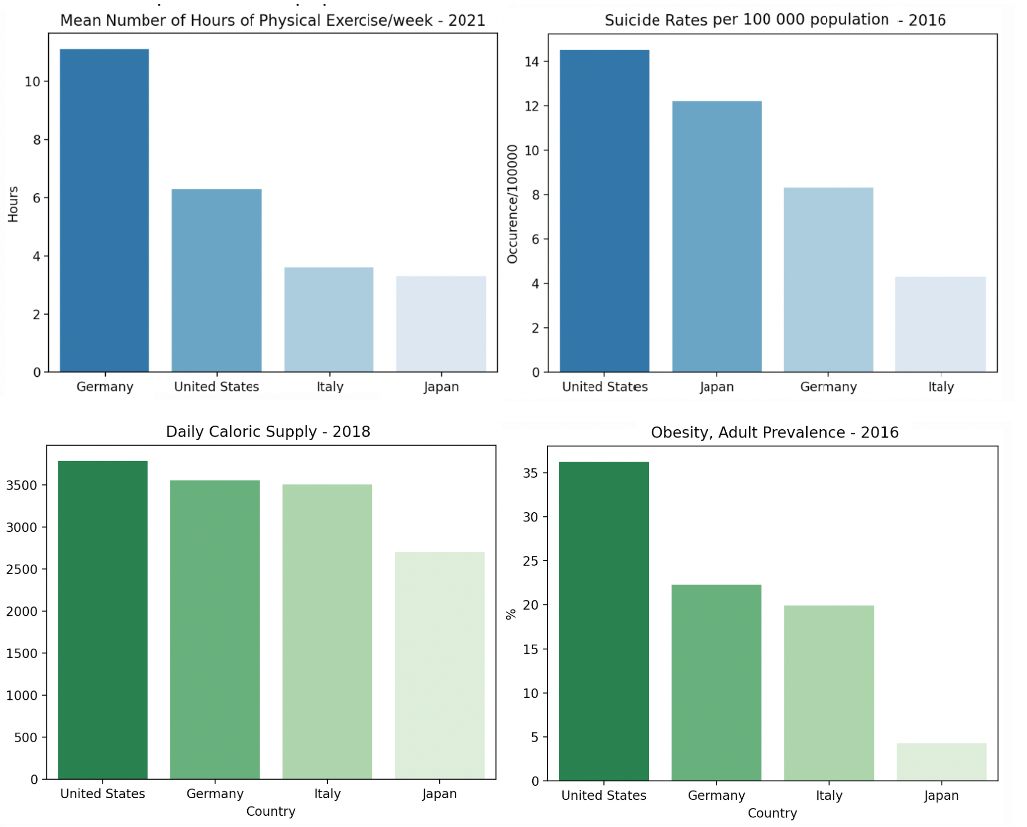 Mean Number of Hours of Physical Exercise/week - 2021
Hours
10
8
6
4
2
0
Germany United States Italy Japan
Suicide Rates per 100 000 population - 2016
Occurence/100000
14
12
10
8
6
4
2
0
United States Japan Germany Italy
Daily Caloric Supply - 2018
3500
3000
2500
2000
1500
1000
500
0
United States Germany Italy Japan
Country
Obesity, Adult Prevalence - 2016
%
35
30
25
20
15
10
5
0
United States Germany Italy Japan
Country